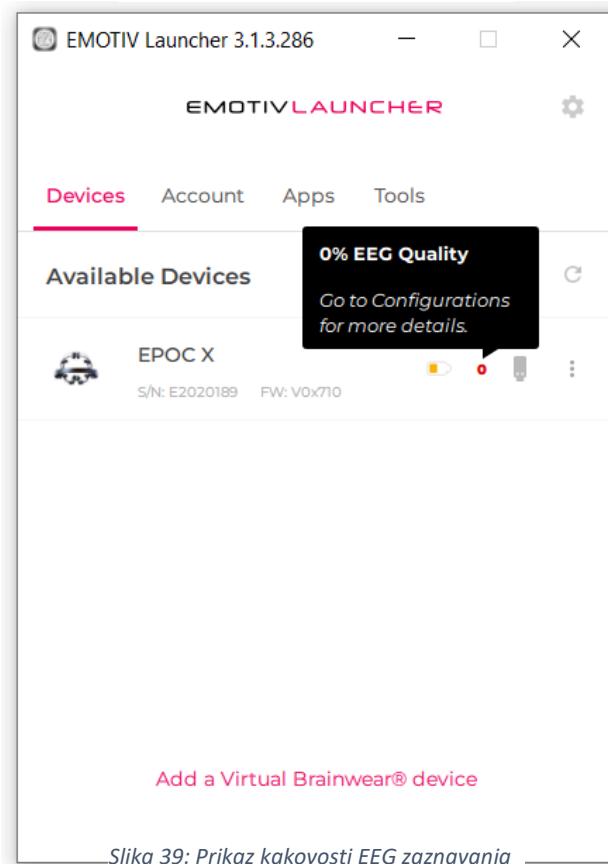 EMOTIV Launcher 3.1.3.286
EMOTIVLAUNCHER
Devices Account Apps Tools
0% EEG Quality
Available Devices
Go to Configurations
for more details.
EPOC X
0
S/N: E2020189 FW: V0x710
Add a Virtual Brainwear® device
Slika 39: Prikaz kakovosti EEG zaznavanja